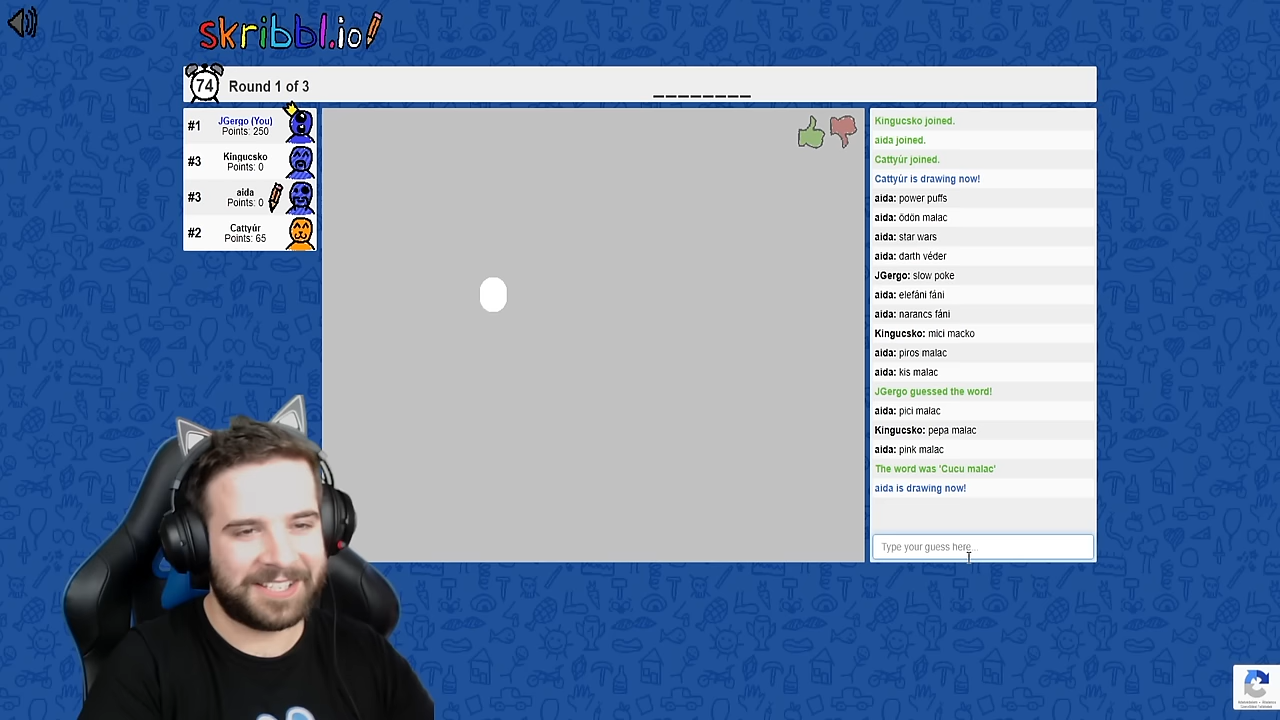 skribbl.io
74
Round 1 of 3
________
#1
JGergo (You)
Points: 250
#3
Kingucsko
Points: 0
#3
aida
Points: 0
#2
Cattyúr
Points: 65
Kingucsko joined.
aida joined.
Cattyúr joined.
Cattyúr is drawing now!
aida: power puffs
aida: ödön malac
aida: star wars
aida: darth véder
JGergo: slow poke
aida: elefáni fáni
aida: narancs fáni
Kingucsko: mici macko
aida: piros malac
aida: kis malac
JGergo guessed the word!
aida: pici malac
Kingucsko: pepa malac
aida: pink malac
The word was 'Cucu malac'
aida is drawing now!
Type your guess here...